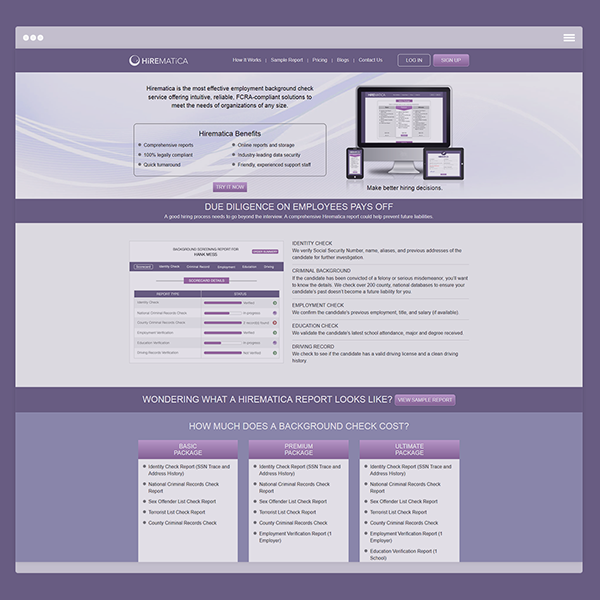 HIREMATICA
How It Works | Sample Report | Pricing | Blogs | Contact Us
LOG IN
SIGN UP
Hirematica is the most effective employment background check
service offering intuitive, reliable, FCRA-compliant solutions to
meet the needs of organizations of any size.
Hirematica Benefits
Comprehensive reports
Online reports and storage
100% legally compliant
Industry leading data security
Quick turnaround
Friendly, experienced support staff
TRY IT NOW
Make better hiring decisions.
DUE DILIGENCE ON EMPLOYEES PAYS OFF
A good hiring process needs to go beyond the interview. A comprehensive Hirematica report could help prevent future liabilities.
BACKGROUND SCREENING REPORT FOR
HANK MESS
Scorecard
Identity Check
Criminal Record
Employment
Education
Driving
SCORECARD DETAILS
REPORT TYPE
STATUS
Identity Check
Verified
National Criminal Records Check
In progress
County Criminal Records Check
Employment Verification
Verified
Education Verification
In progress
Driving Records Verification
Not Verified
IDENTITY CHECK
We verify Social Security Number, name, aliases, and previous addresses of the
candidate for further investigation.
CRIMINAL BACKGROUND
If the candidate has been convicted of a felony or serious misdemeanor, you'll want
to know the details. We check over 200 county, national databases to ensure your
candidate's past doesn't become a future liability for you.
EMPLOYMENT CHECK
We confirm the candidate's previous employment, title, and salary (if available).
EDUCATION CHECK
We validate the candidate's latest school attendance, major and degree received.
DRIVING RECORD
We check to see if the candidate has a valid driving license and a clean driving
history.
WONDERING WHAT A HIREMATICA REPORT LOOKS LIKE?
VIEW SAMPLE REPORT
HOW MUCH DOES A BACKGROUND CHECK COST?
BASIC
PACKAGE
Identity Check Report (SSN Trace and
Address History)
National Criminal Records Check
Report
Sex Offender List Check Report
Terrorist List Check Report
County Criminal Records Check
PREMIUM
PACKAGE
Identity Check Report (SSN Trace and
Address History)
National Criminal Records Check
Report
Sex Offender List Check Report
Terrorist List Check Report
County Criminal Records Check
Employment Verification Report (1
Employer)
ULTIMATE
PACKAGE
Identity Check Report (SSN Trace and
Address History)
National Criminal Records Check
Report
Sex Offender List Check Report
Terrorist List Check Report
County Criminal Records Check
Employment Verification Report (1
Employer)
Education Verification Report (1
School)